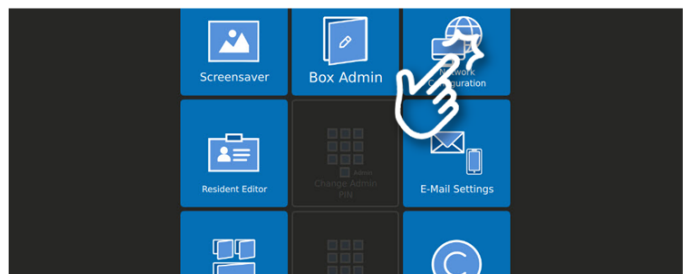 Screensaver
Box Admin
Network
Configuration
Resident Editor
Admin
Change Admin
PIN
E-Mail Settings
C